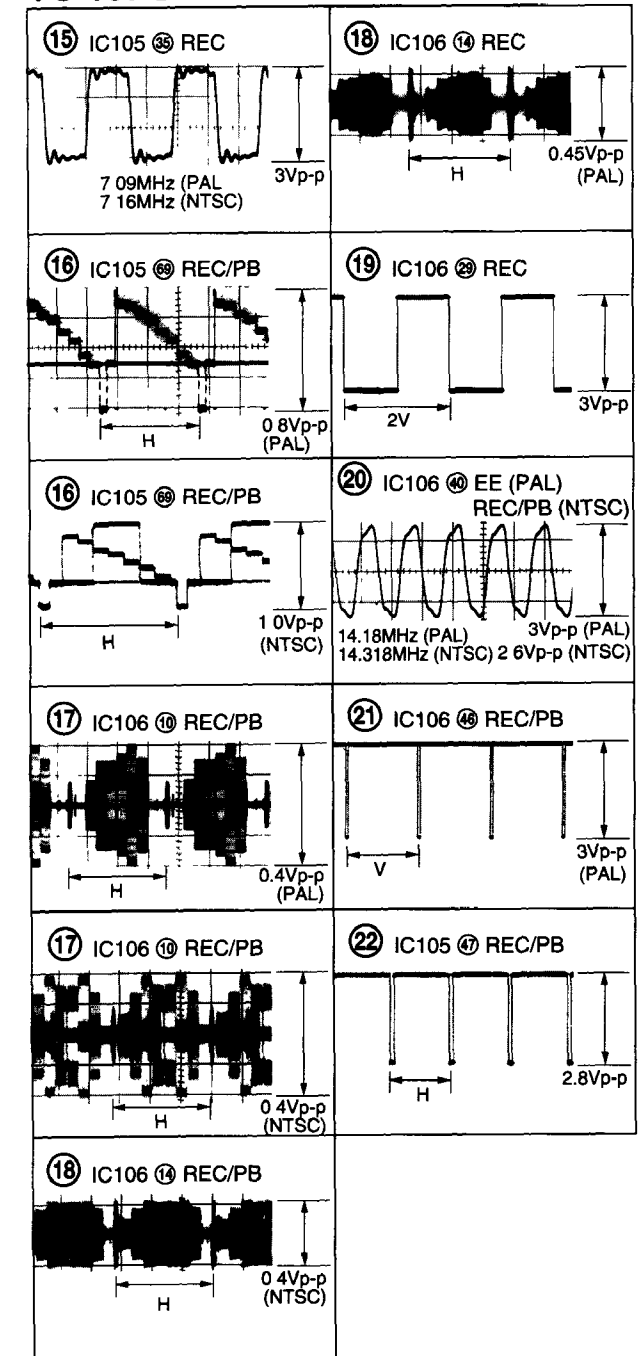 ⑮ IC105 ㉟ REC
3Vp-p
7 09MHz (PAL
7 16MHz (NTSC)
⑯ IC105 69 REC/PB
H
0 8Vp-p
(PAL)
⑯ IC105 69 REC/PB
H
1 0Vp-p
(NTSC)
⑰ IC106 ⑩ REC/PB
H
0.4Vp-p
(PAL)
⑰ IC106 ⑩ REC/PB
H
0 4Vp-p
(NTSC)
⑱ IC106 ⑭ REC/PB
H
0 4Vp-p
(NTSC)
⑱ IC106 ⑭ REC
H
0.45Vp-p
(PAL)
⑲ IC106 ㉙ REC
2V
3Vp-p
⑳ IC106 ㊵ EE (PAL)
REC/PB (NTSC)
14.18MHz (PAL) 3Vp-p (PAL)
14.318MHz (NTSC) 2 6Vp-p (NTSC)
㉑ IC106 ㊻ REC/PB
V
3Vp-p
(PAL)
㉒ IC105 ㊼ REC/PB
H
2.8Vp-p